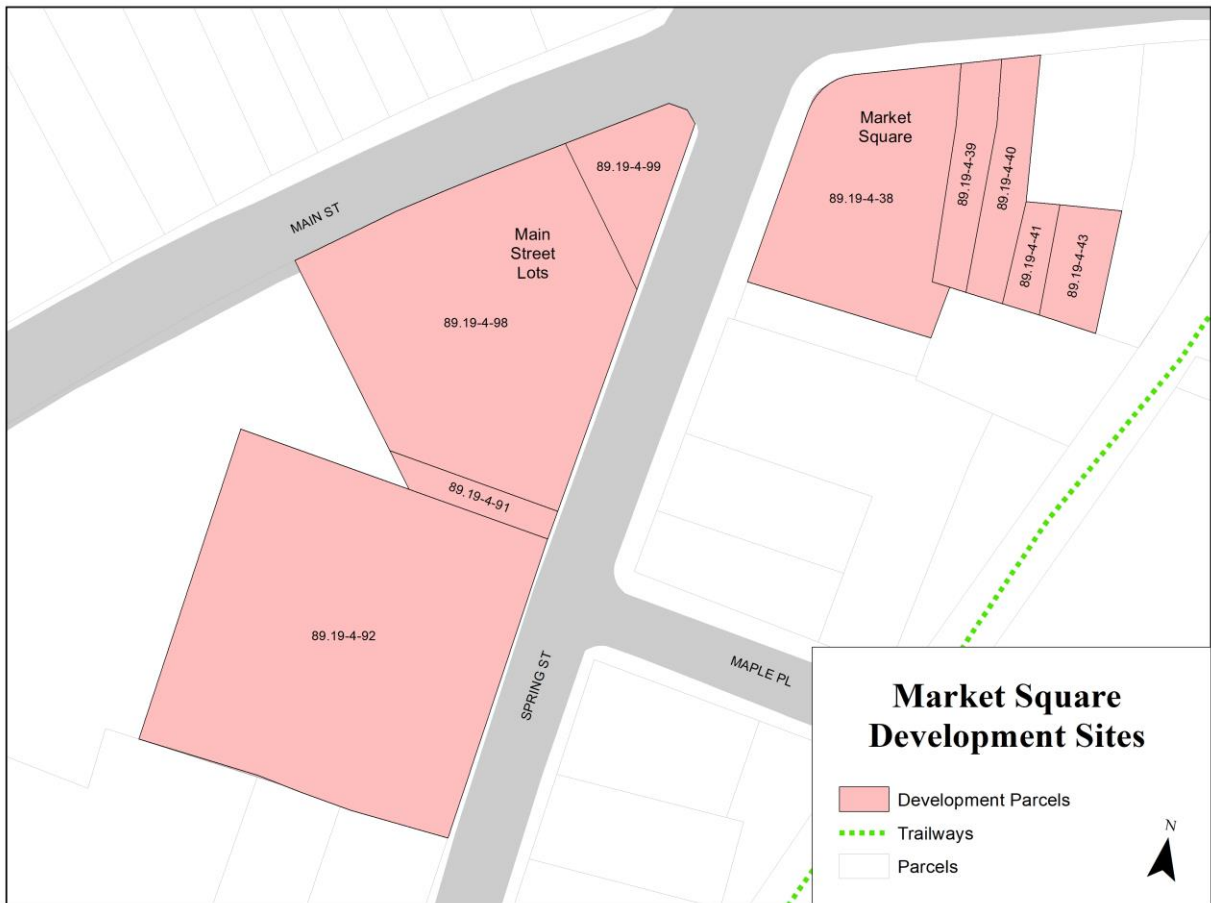 Market
Square
89.19-4-39
89.19-4-40
89.19-4-99
89.19-4-38
MAIN ST
Main
Street
Lots
89.19-4-41
89.19-4-43
89.19-4-98
89.19-4-91
89.19-4-92
SPRING ST
MAPLE PL
Market Square
Development Sites
Development Parcels
Trailways
Parcels
N